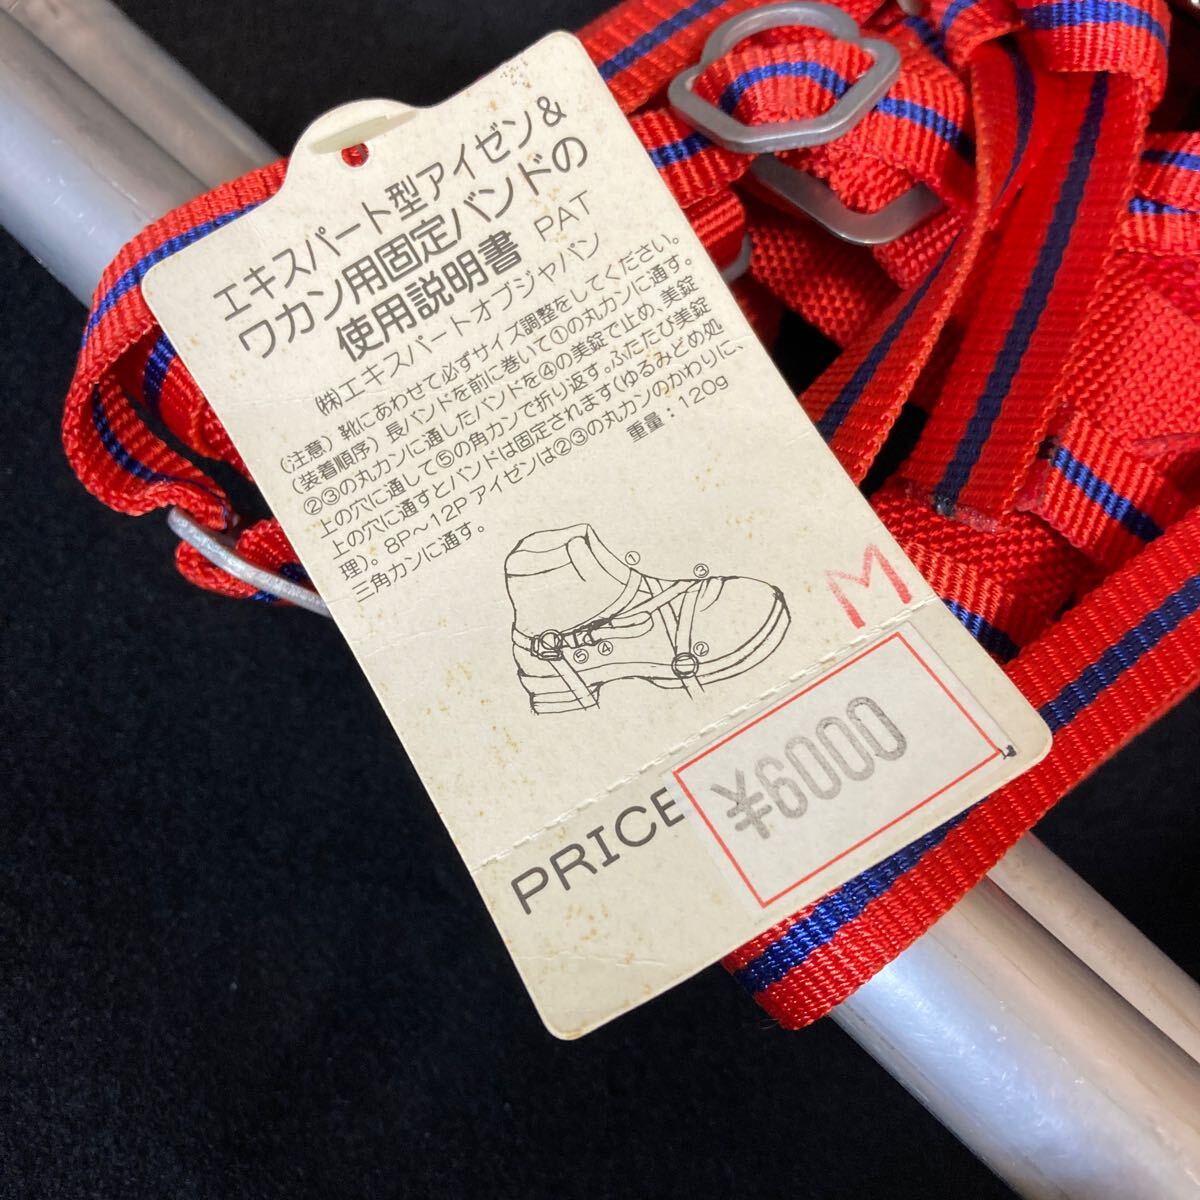 エキスパート型アイゼン&
ワカン用固定バンドの
使用説明書 PAT
㈱エキスパートオブジャパン
(注意) 靴にあわせて必ずサイズ調整をしてください。
(装着順序) 長バンドを前に巻いて①の丸カンに通す。
②③の丸カンに通したバンドを④の美錠で止め、美錠
上の穴に通して⑤の角カンで折り返す。ふたたび美錠
上の穴に通すとバンドは固定されます(ゆるみどめ処
理)。8P〜12Pアイゼンは②③の丸カンのかわりに、
三角カンに通す。
重量:120g
①
③
⑤ ④
②
M
PRICE ¥6000